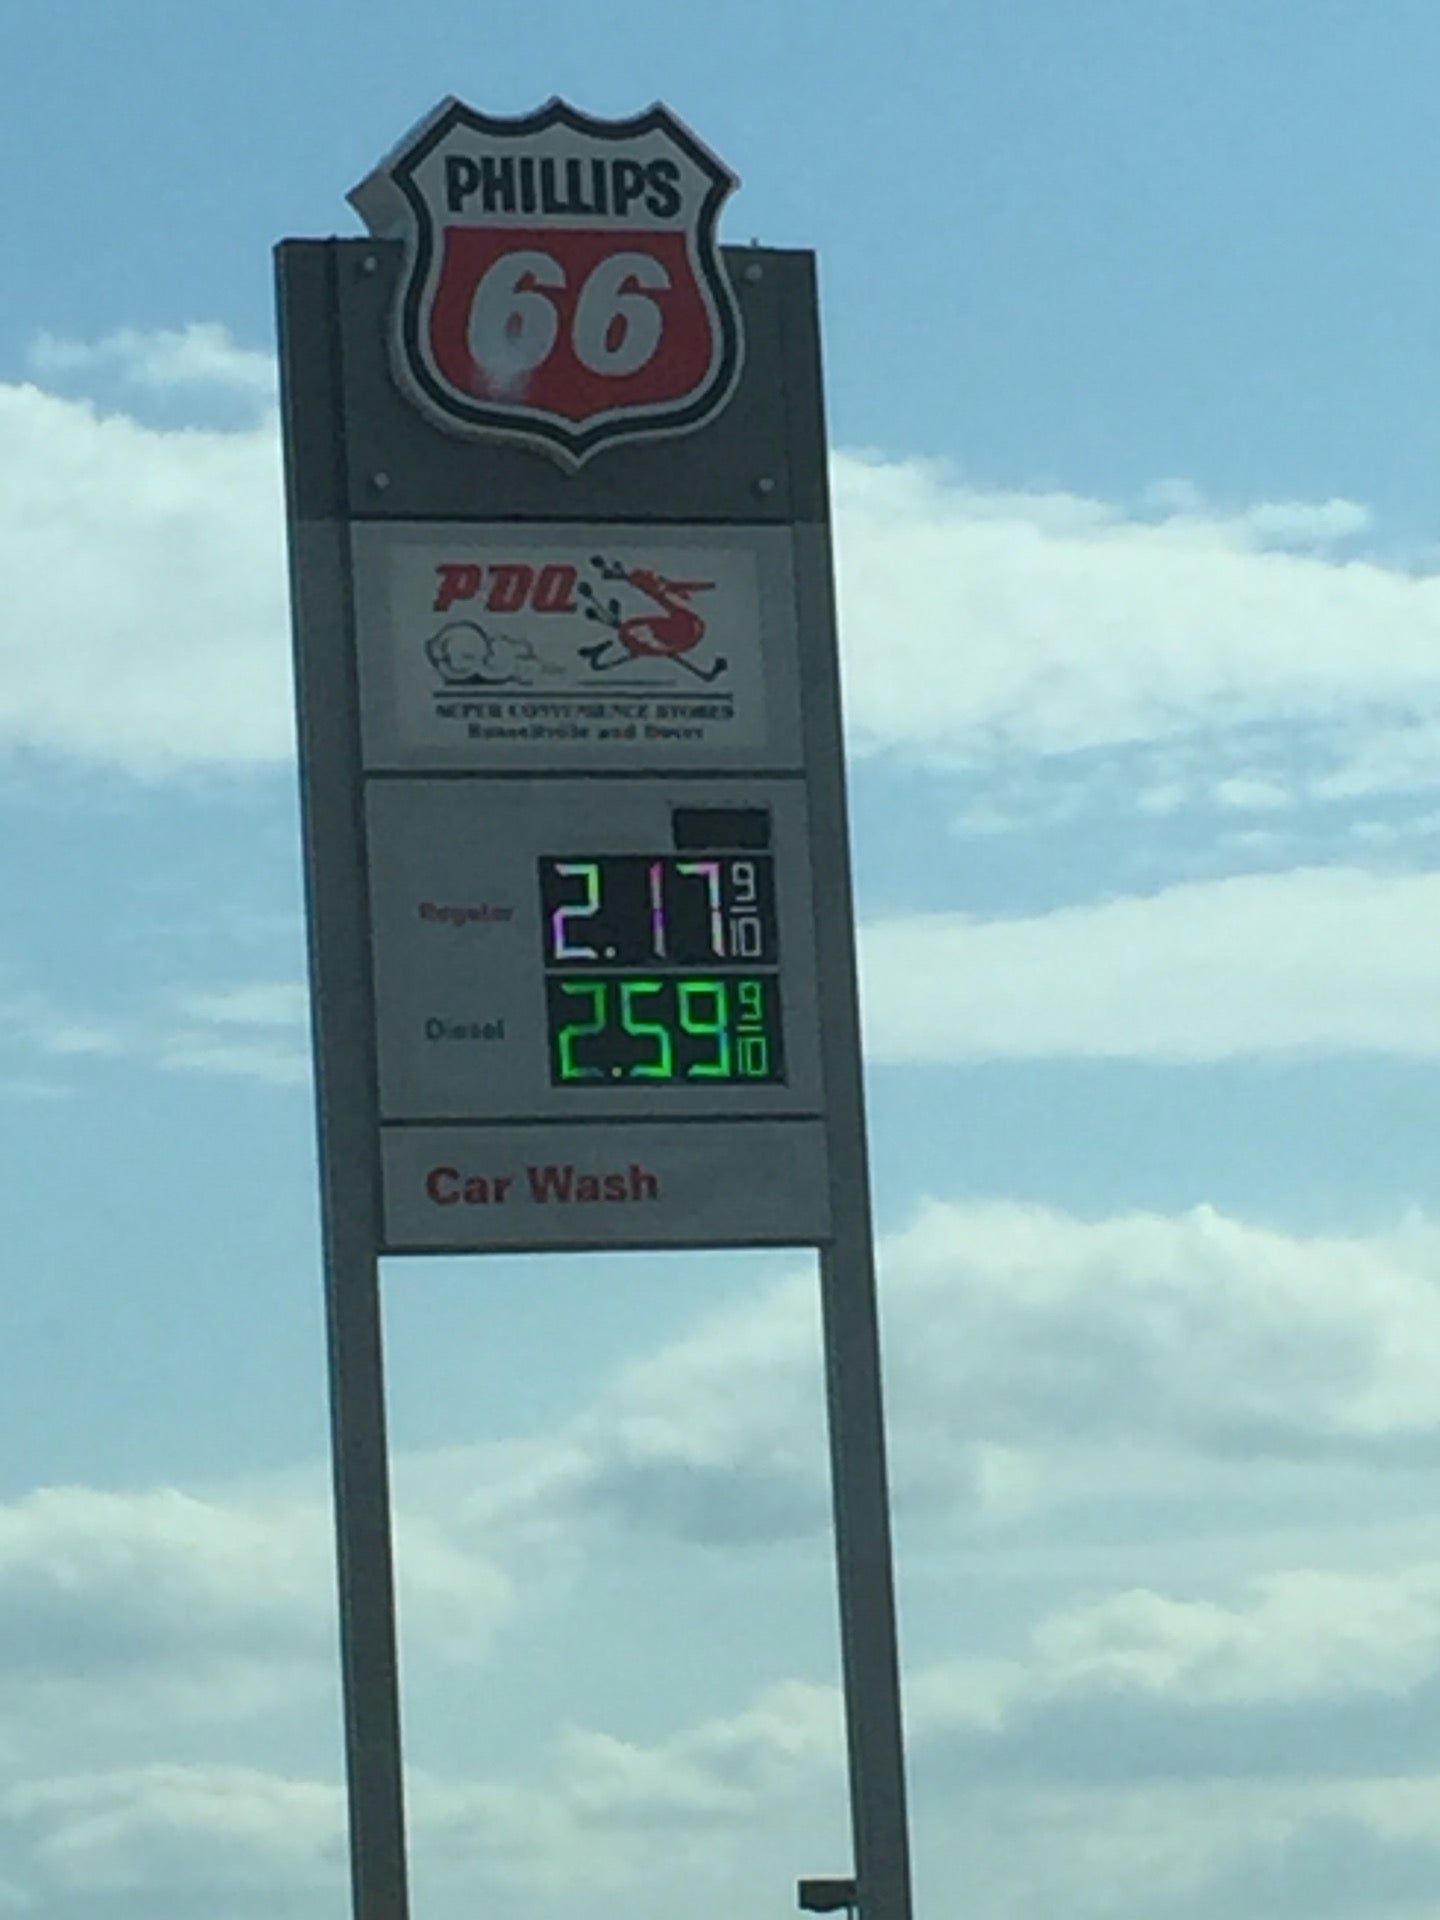 PHILLIPS
66
PDQ
SUPER CONVENIENCE STORES
Russellville and Dover
Regular 2.17 9/10
Diesel 2.59 9/10
Car Wash